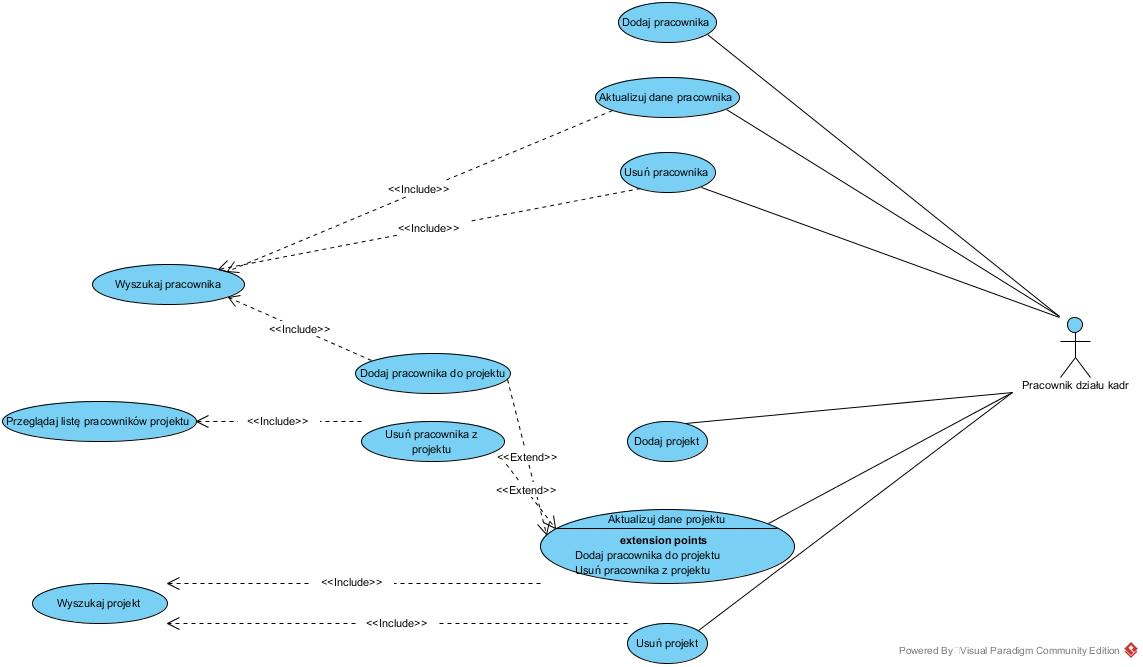 Dodaj pracownika
Aktualizuj dane pracownika
Usuń pracownika
<<Include>>
<<Include>>
Wyszukaj pracownika
<<Include>>
Dodaj pracownika do projektu
Pracownik działu kadr
Przeglądaj listę pracowników projektu
<<Include>>
Usuń pracownika z
projektu
Dodaj projekt
<<Extend>>
<<Extend>>
Aktualizuj dane projektu
extension points
Dodaj pracownika do projektu
Usuń pracownika z projektu
<<Include>>
Wyszukaj projekt
<<Include>>
Usuń projekt
Powered By Visual Paradigm Community Edition